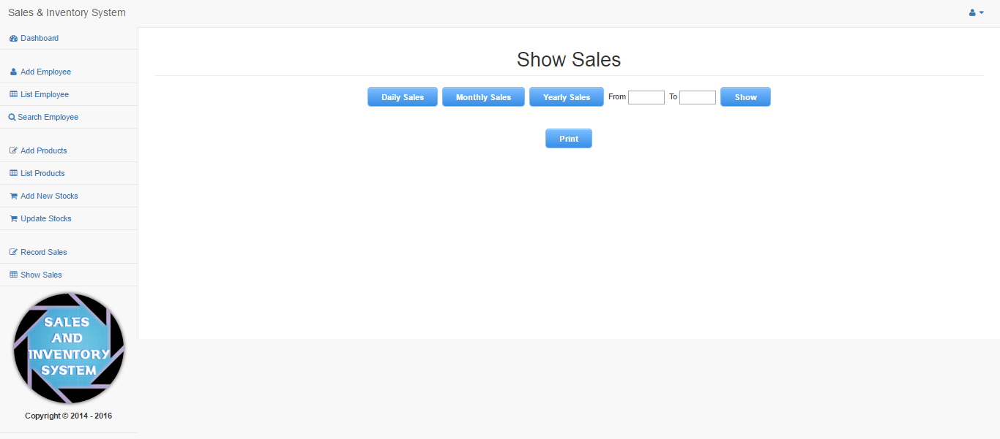 Sales & Inventory System
Dashboard
Add Employee
List Employee
Search Employee
Add Products
List Products
Add New Stocks
Update Stocks
Record Sales
Show Sales
SALES
AND
INVENTORY
SYSTEM
Copyright © 2014 - 2016
Show Sales
Daily Sales Monthly Sales Yearly Sales From To Show
Print